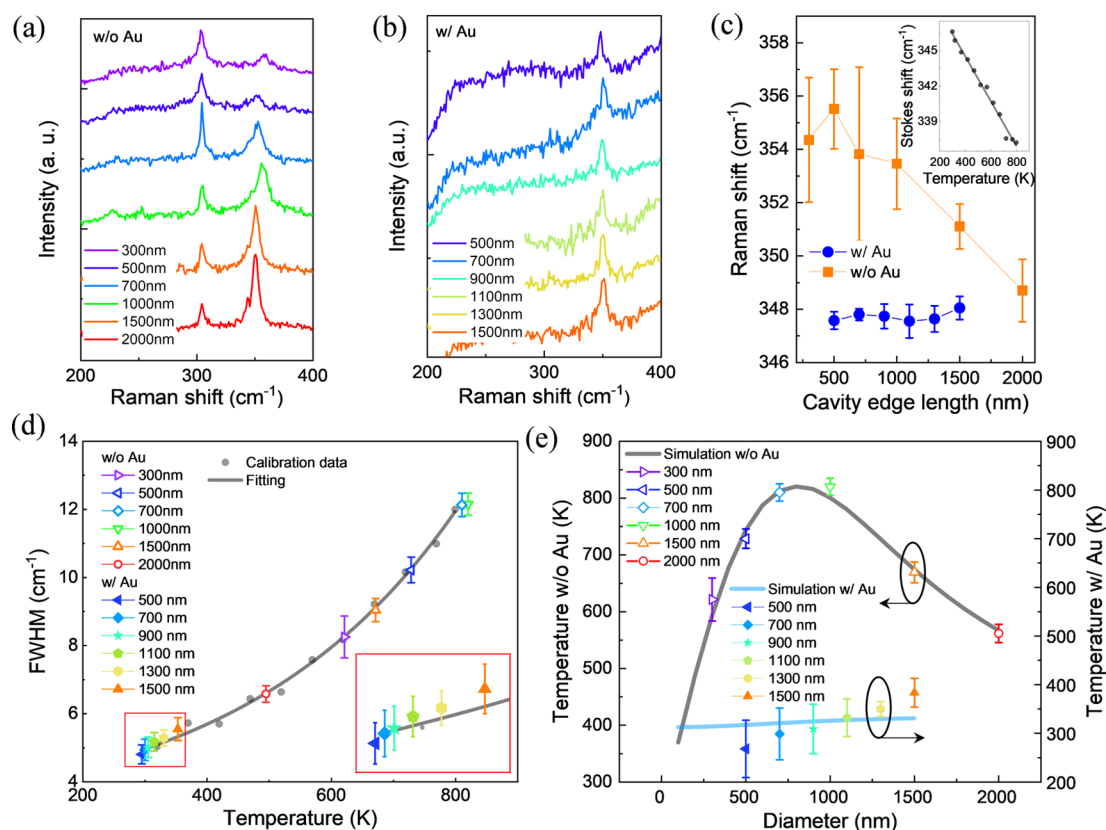 (a)
w/o Au
Intensity (a. u.)
300nm
500nm
700nm
1000nm
1500nm
2000nm
200
300
400
Raman shift (cm⁻¹)
(b)
w/ Au
Intensity (a.u.)
500nm
700nm
900nm
1100nm
1300nm
1500nm
200
300
400
Raman shift (cm⁻¹)
(c)
358
356
354
352
350
348
346
Raman shift (cm⁻¹)
w/ Au
w/o Au
500
1000
1500
2000
Cavity edge length (nm)
345
342
339
Stokes shift (cm⁻¹)
200
400
600
800
Temperature (K)
(d)
14
12
10
8
6
4
FWHM (cm⁻¹)
w/o Au
300nm
500nm
700nm
1000nm
1500nm
2000nm
w/ Au
500 nm
700 nm
900 nm
1100 nm
1300 nm
1500 nm
Calibration data
Fitting
200
400
600
800
Temperature (K)
(e)
900
800
700
600
500
400
300
Temperature w/o Au (K)
Simulation w/o Au
300 nm
500 nm
700 nm
1000 nm
1500 nm
2000 nm
Simulation w/ Au
500 nm
700 nm
900 nm
1100 nm
1300 nm
1500 nm
900
800
700
600
500
400
300
200
Temperature w/ Au (K)
0
500
1000
1500
2000
Diameter (nm)